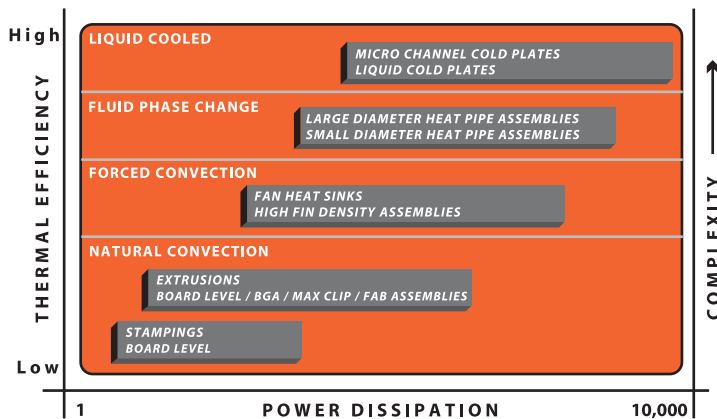 High
LIQUID COOLED
MICRO CHANNEL COLD PLATES
LIQUID COLD PLATES
FLUID PHASE CHANGE
LARGE DIAMETER HEAT PIPE ASSEMBLIES
SMALL DIAMETER HEAT PIPE ASSEMBLIES
FORCED CONVECTION
FAN HEAT SINKS
HIGH FIN DENSITY ASSEMBLIES
NATURAL CONVECTION
EXTRUSIONS
BOARD LEVEL / BGA / MAX CLIP / FAB ASSEMBLIES
STAMPINGS
BOARD LEVEL
Low
THERMAL EFFICIENCY
COMPLEXITY
1 POWER DISSIPATION 10,000